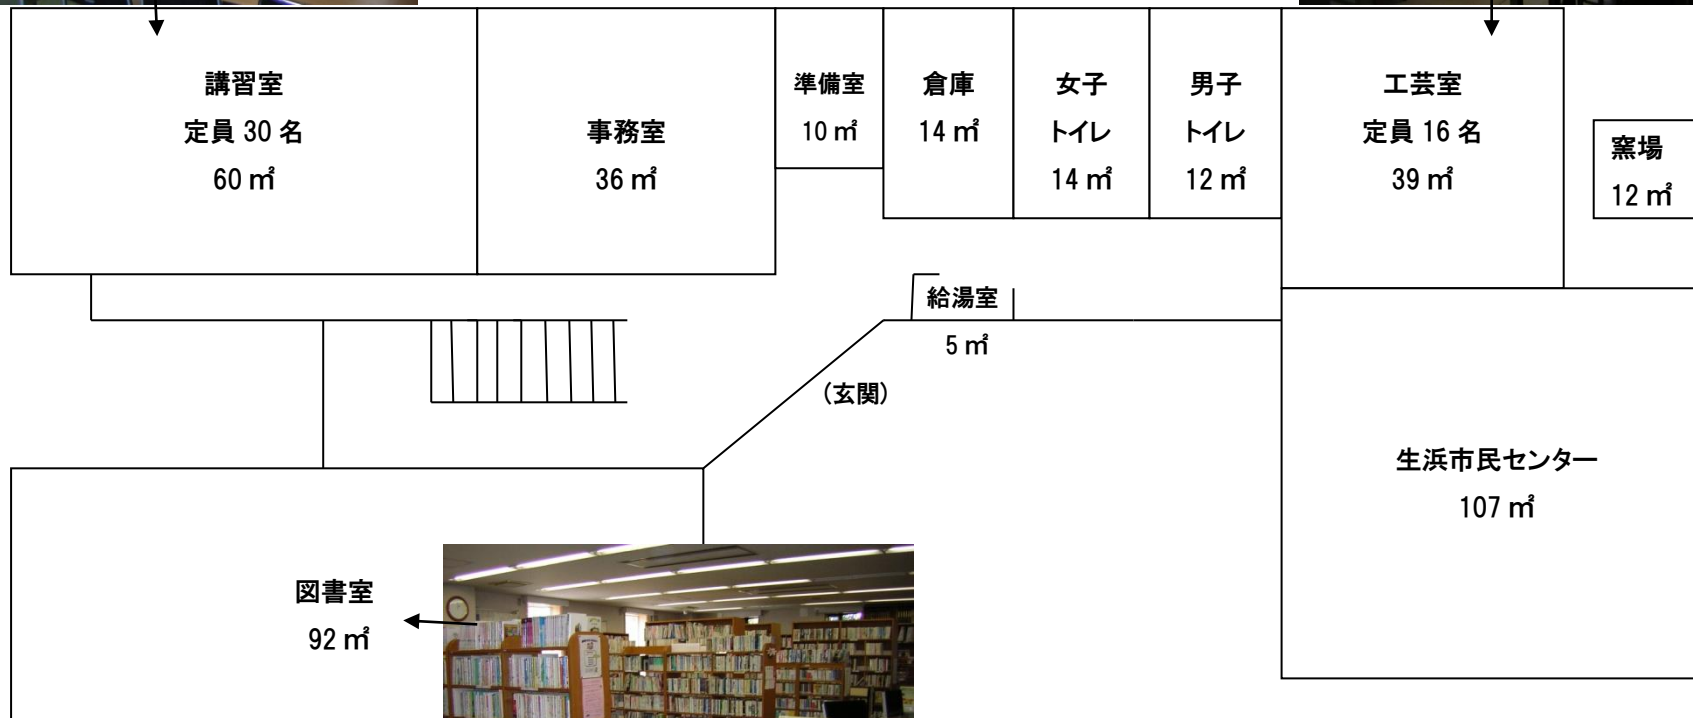 講習室
定員 30 名
60 ㎡
事務室
36 ㎡
準備室
10 ㎡
倉庫
14 ㎡
女子
トイレ
14 ㎡
男子
トイレ
12 ㎡
工芸室
定員 16 名
39 ㎡
窯場
12 ㎡
給湯室
5 ㎡
(玄関)
生浜市民センター
107 ㎡
図書室
92 ㎡